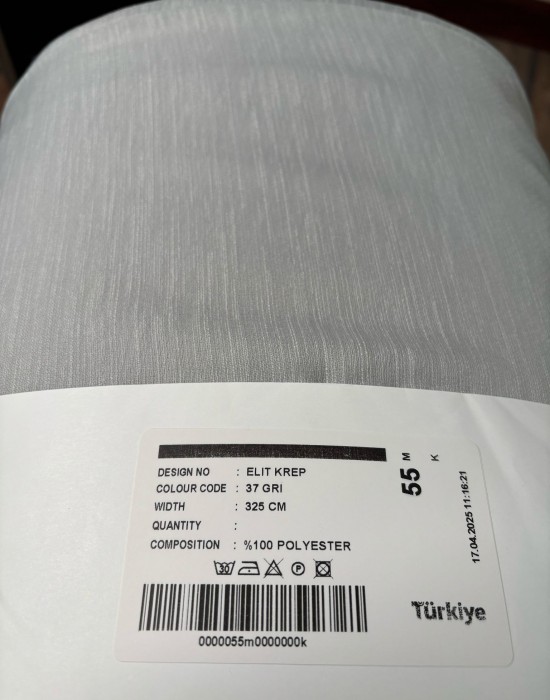 DESIGN NO : ELIT KREP
COLOUR CODE : 37 GRI
WIDTH : 325 CM
QUANTITY :
COMPOSITION : %100 POLYESTER
30 P
0000055m0000000k
55 M
K
17.04.2025 11:16:21
Türkiye